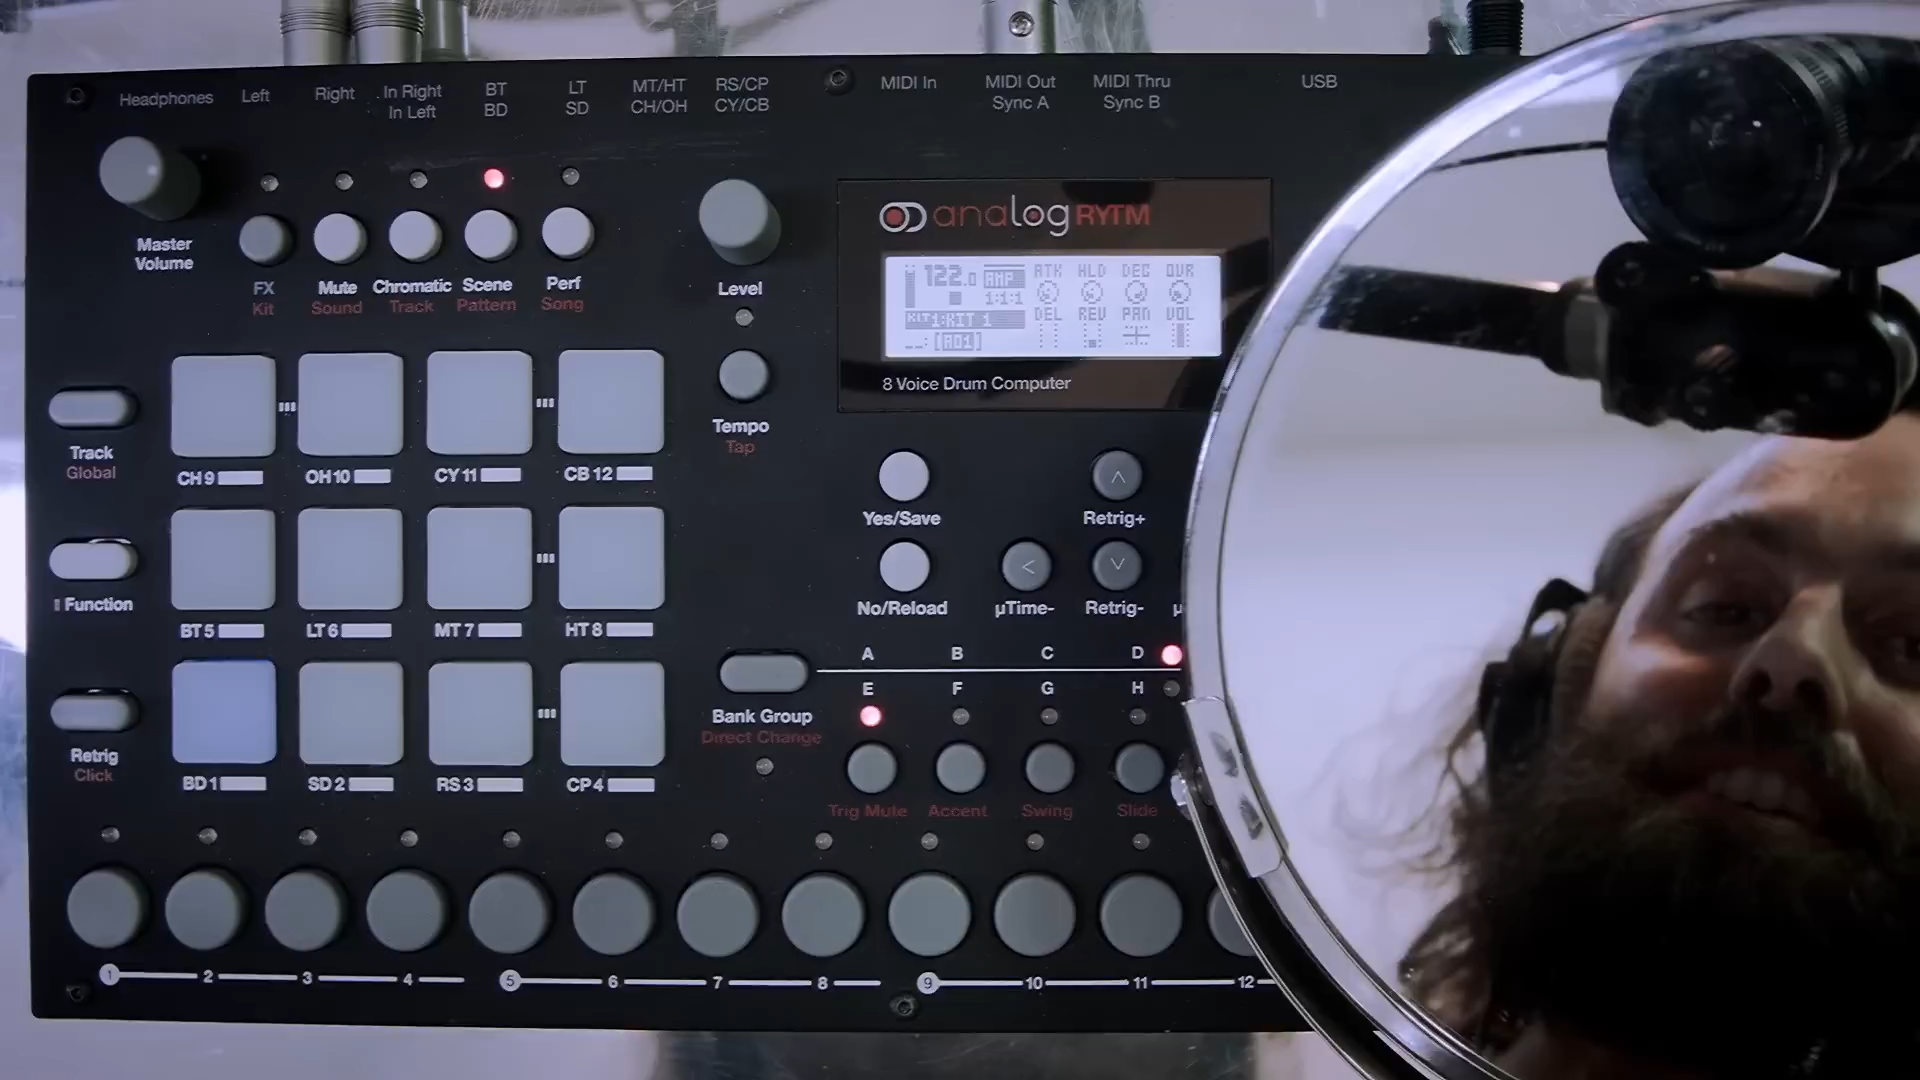 Headphones
Left
Right
In Right
In Left
BT
BD
LT
SD
MT/HT
CH/OH
RS/CP
CY/CB
MIDI In
MIDI Out
Sync A
MIDI Thru
Sync B
USB
Master
Volume
FX
Kit
Mute
Sound
Chromatic
Track
Scene
Pattern
Perf
Song
Level
Tempo
Tap
analog RYTM
122.0 AMP ATK HLD DEC OVR
1:1:1
KIT 1:KIT 1 DEL REV PAN VOL
[A01]
8 Voice Drum Computer
Track
Global
CH 9
OH 10
CY 11
CB 12
Function
BT 5
LT 6
MT 7
HT 8
Retrig
Click
BD 1
SD 2
RS 3
CP 4
Yes/Save
No/Reload
Retrig+
µTime-
Retrig-
µ
Bank Group
Direct Change
A B C D
E F G H
Trig Mute
Accent
Swing
Slide
1 2 3 4 5 6 7 8 9 10 11 12